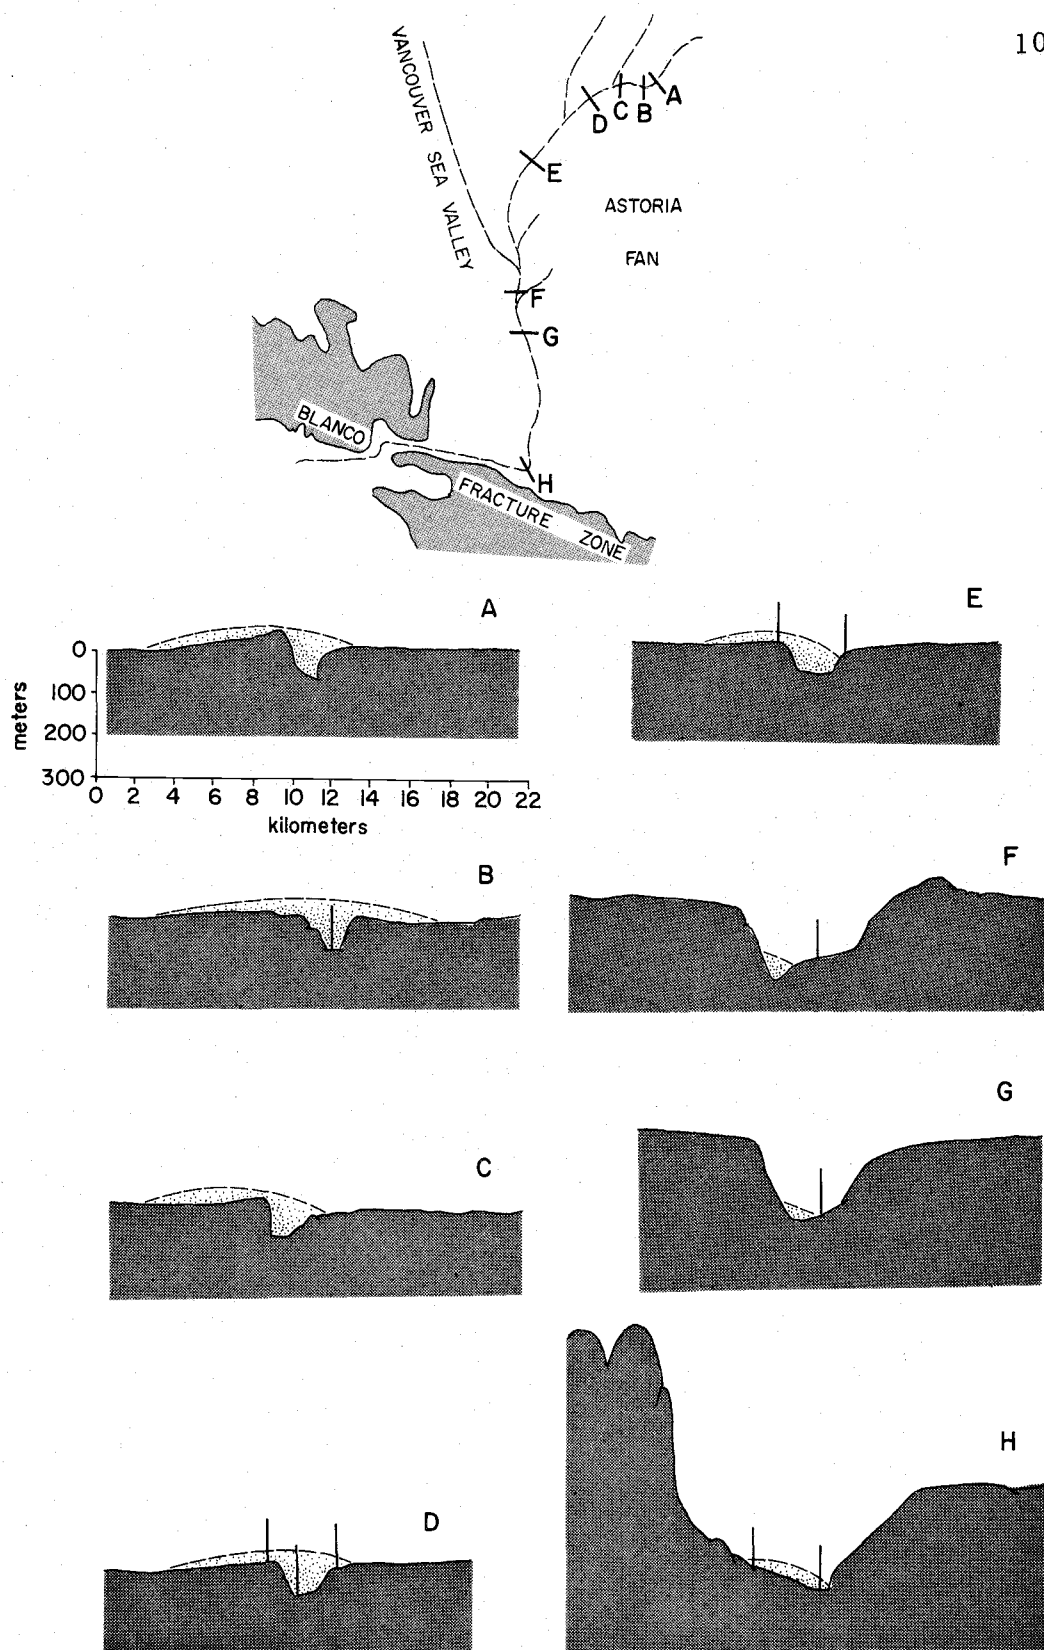 10
VANCOUVER SEA VALLEY
A
B
C
D
E
ASTORIA
FAN
F
G
BLANCO
H
FRACTURE ZONE
A
E
0
100
200
300
meters
0 2 4 6 8 10 12 14 16 18 20 22
kilometers
B
F
C
G
D
H